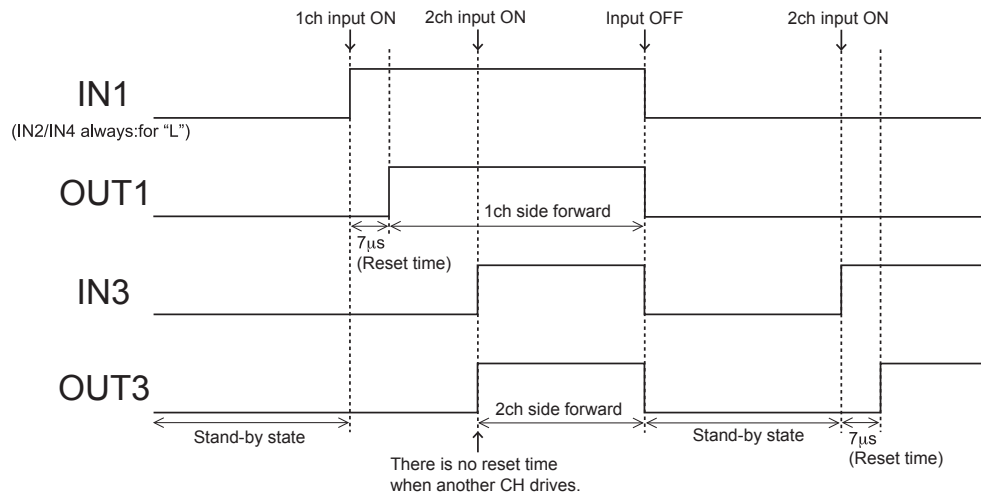 1ch input ON
2ch input ON
Input OFF
2ch input ON
IN1
(IN2/IN4 always:for “L”)
OUT1
1ch side forward
7μs
(Reset time)
IN3
OUT3
2ch side forward
Stand-by state
Stand-by state
7μs
(Reset time)
There is no reset time
when another CH drives.